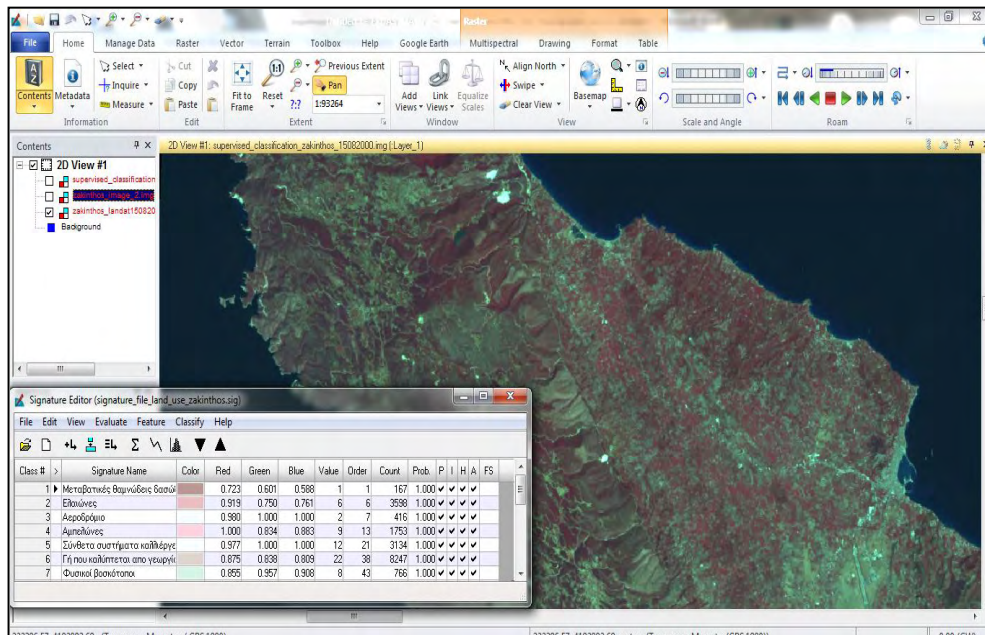 Raster
File Home Manage Data Raster Vector Terrain Toolbox Help Google Earth Multispectral Drawing Format Table
Contents
Metadata
Select
Inquire
Measure
Information
Cut
Copy
Paste
Edit
Fit to Frame
Reset
Previous Extent
Pan
?:?
1:93264
Extent
Add Views
Link Views
Equalize Scales
Window
Align North
Swipe
Clear View
Basemap
View
Scale and Angle
Roam
Contents
2D View #1
supervised_classification
zakinthos_image_z.img
zakinthos_landat150820
Background
2D View #1: supervised_classification_zakinthos_15082000.img (:Layer_1)
Signature Editor (signature_file_land_use_zakinthos.sig)
File Edit View Evaluate Feature Classify Help
Class # > Signature Name Color Red Green Blue Value Order Count Prob. P I H A FS
1 Μεταβατικές θαμνώδεις δασώ 0.723 0.601 0.588 1 1 167 1.000
2 Ελαιώνες 0.919 0.750 0.761 6 6 3598 1.000
3 Αεροδρόμιο 0.980 1.000 1.000 2 7 416 1.000
4 Αμπελώνες 1.000 0.834 0.883 9 13 1753 1.000
5 Σύνθετα συστήματα καλλιέργε 0.977 1.000 1.000 12 21 3134 1.000
6 Γή που καλύπτεται απο γεωργί 0.875 0.838 0.809 22 38 8247 1.000
7 Φυσικοί βοσκότοποι 0.855 0.957 0.908 8 43 766 1.000